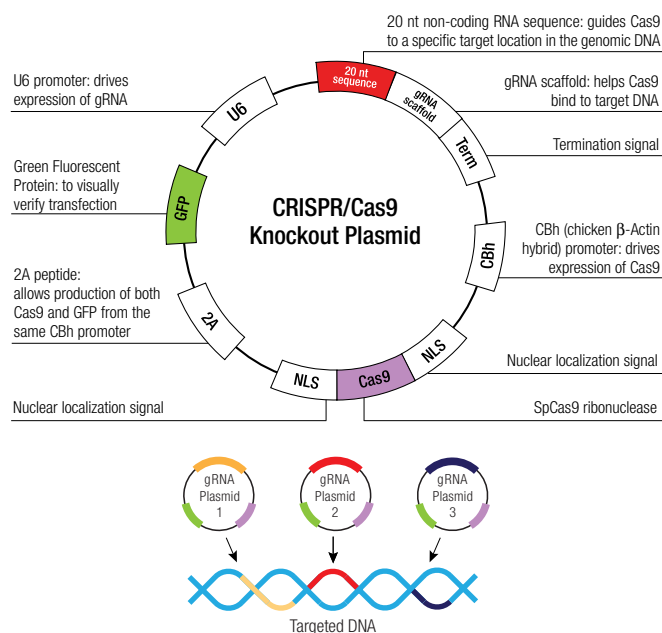 20 nt non-coding RNA sequence: guides Cas9
to a specific target location in the genomic DNA
U6 promoter: drives
expression of gRNA
gRNA scaffold: helps Cas9
bind to target DNA
Termination signal
Green Fluorescent
Protein: to visually
verify transfection
CBh (chicken β-Actin
hybrid) promoter: drives
expression of Cas9
2A peptide:
allows production of both
Cas9 and GFP from the
same CBh promoter
Nuclear localization signal
Nuclear localization signal
SpCas9 ribonuclease
CRISPR/Cas9
Knockout Plasmid
20 nt
sequence
gRNA
scaffold
Term
CBh
NLS
Cas9
NLS
2A
GFP
U6
gRNA
Plasmid
1
gRNA
Plasmid
2
gRNA
Plasmid
3
Targeted DNA